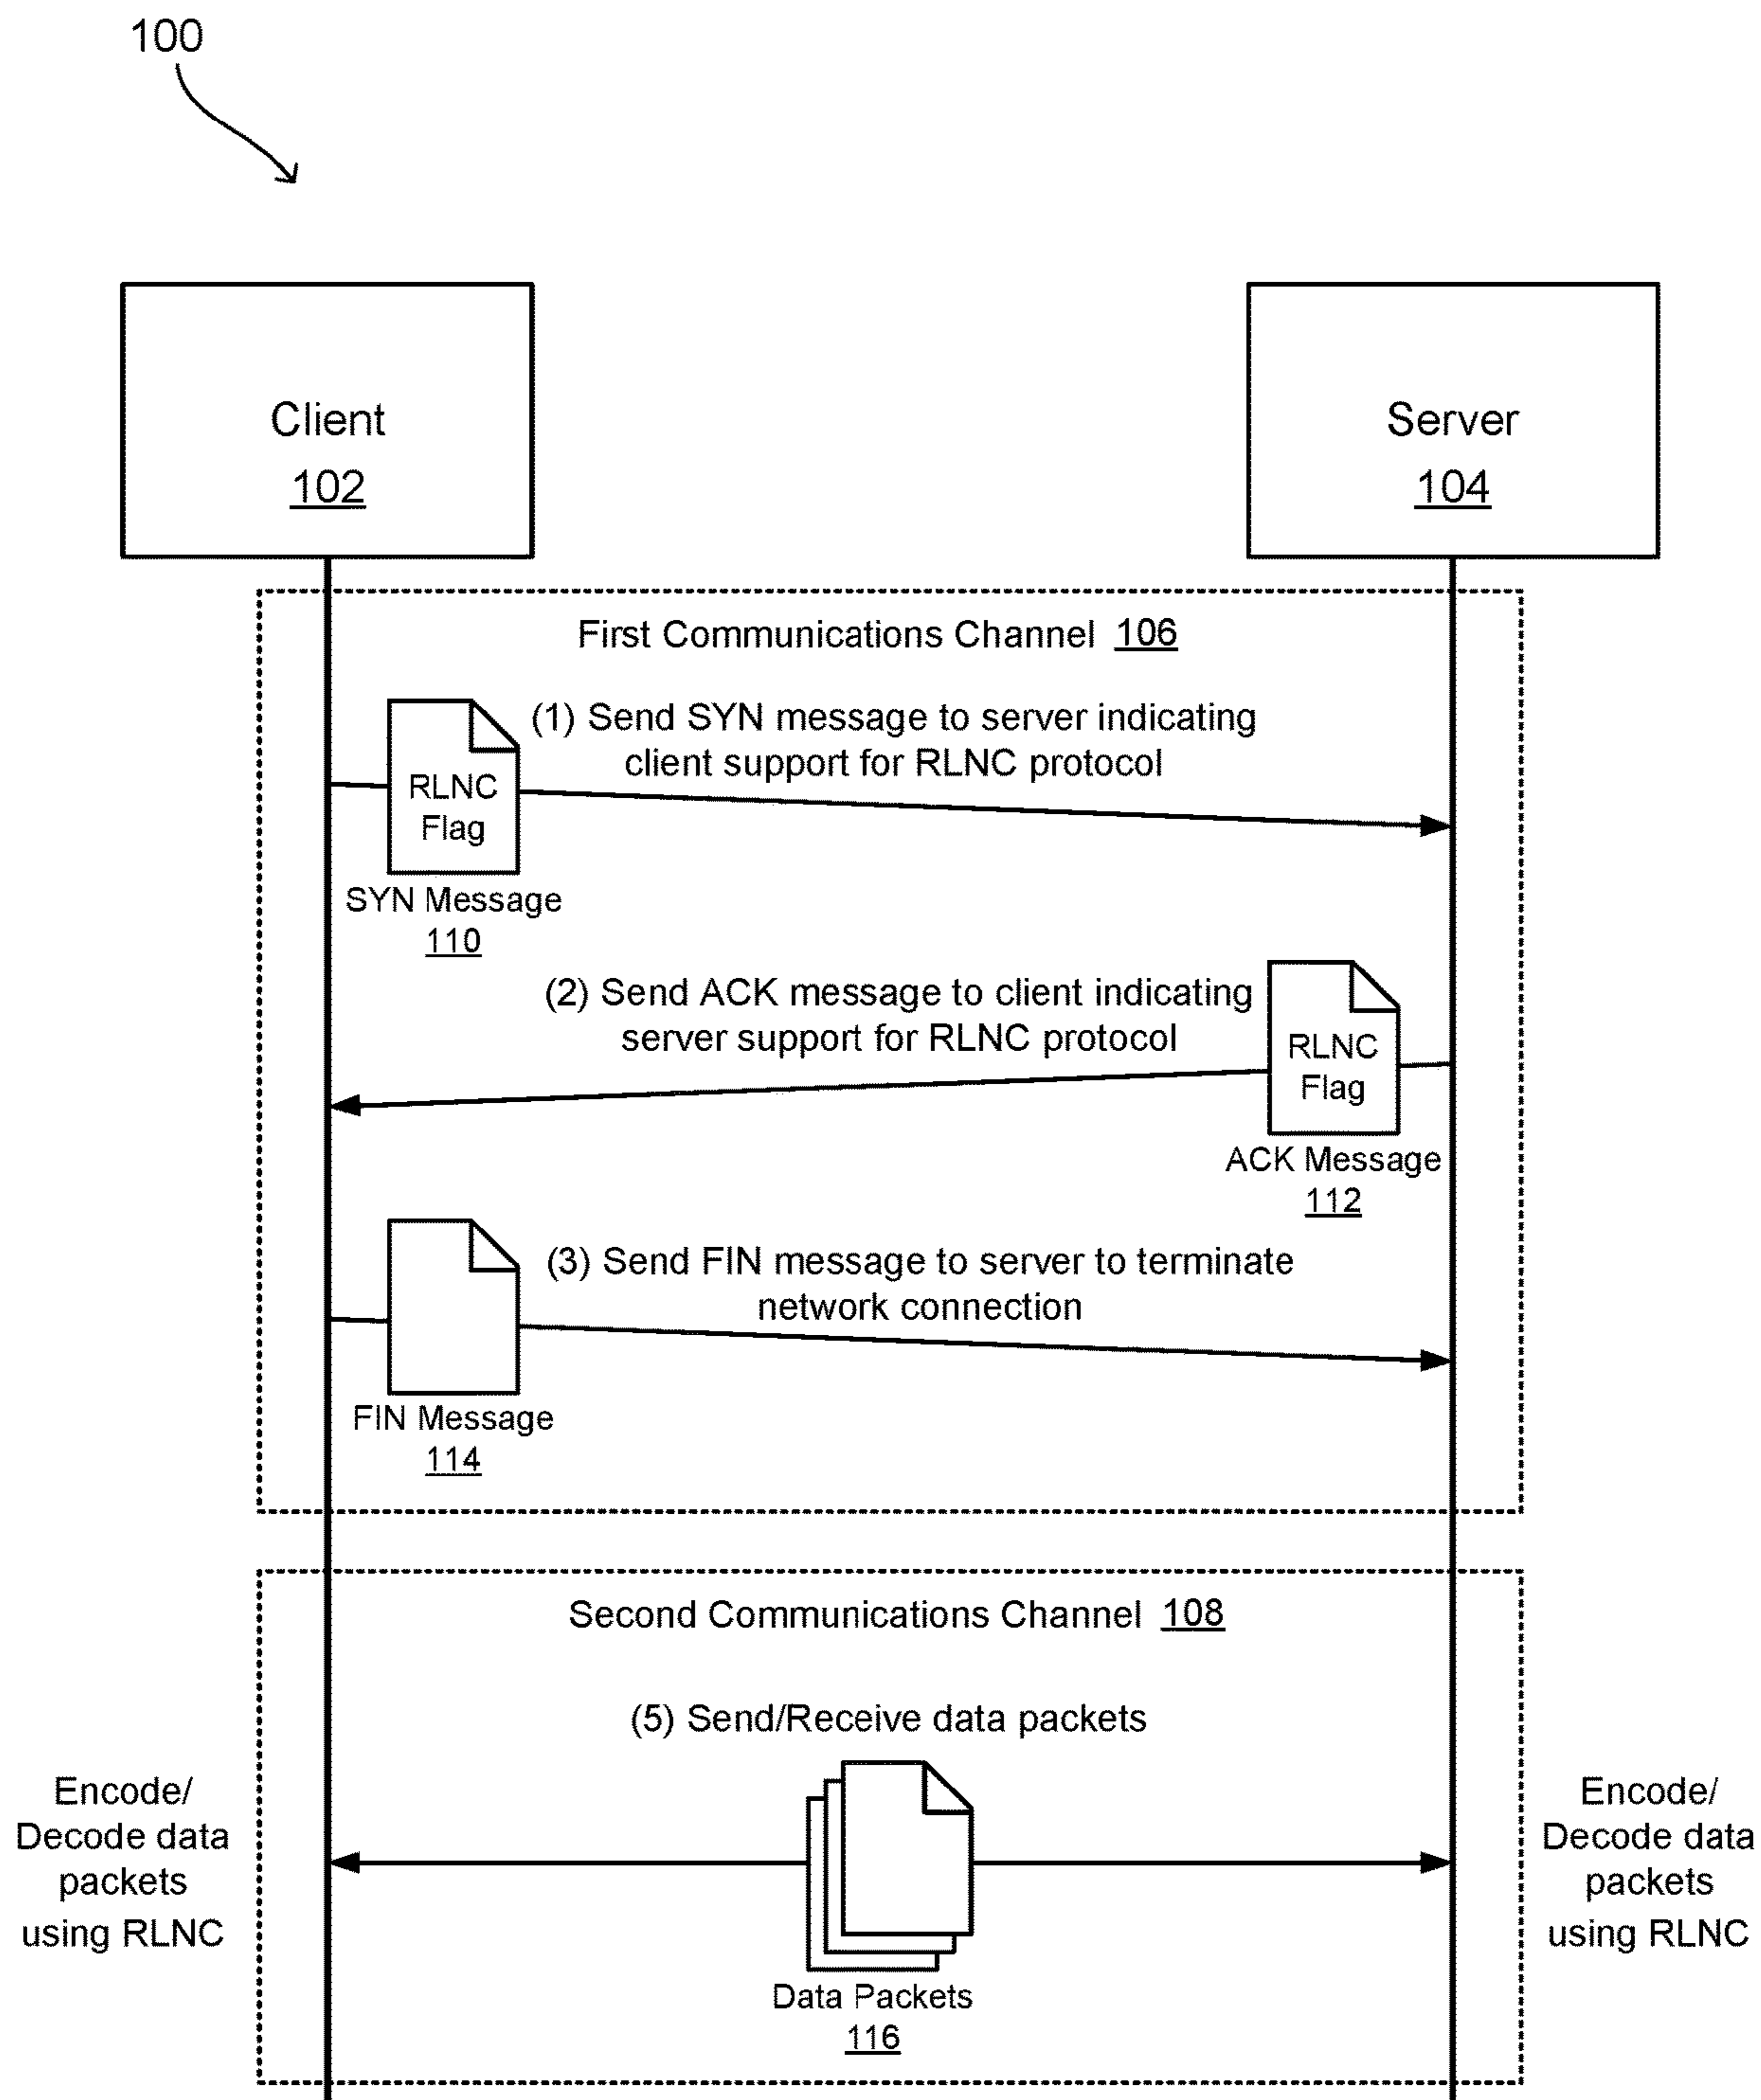 100
Client
102
Server
104
First Communications Channel 106
(1) Send SYN message to server indicating
client support for RLNC protocol
RLNC
Flag
SYN Message
110
(2) Send ACK message to client indicating
server support for RLNC protocol
RLNC
Flag
ACK Message
112
(3) Send FIN message to server to terminate
network connection
FIN Message
114
Second Communications Channel 108
(5) Send/Receive data packets
Encode/
Decode data
packets
using RLNC
Data Packets
116
Encode/
Decode data
packets
using RLNC